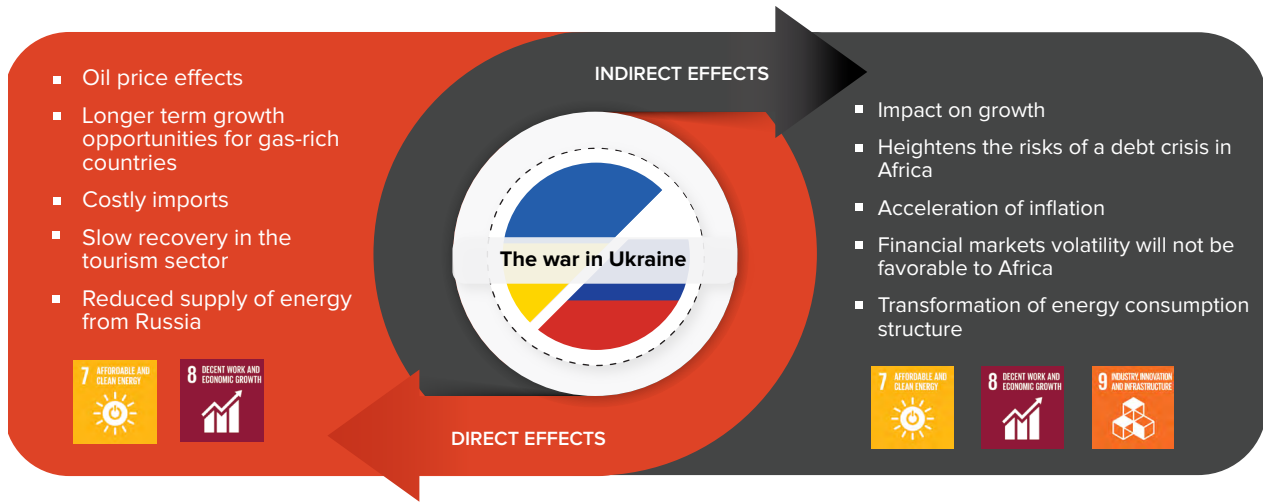 Oil price effects
Longer term growth
opportunities for gas-rich
countries
Costly imports
Slow recovery in the
tourism sector
Reduced supply of energy
from Russia
7 AFFORDABLE AND
CLEAN ENERGY
8 DECENT WORK AND
ECONOMIC GROWTH
INDIRECT EFFECTS
The war in Ukraine
DIRECT EFFECTS
Impact on growth
Heightens the risks of a debt crisis in
Africa
Acceleration of inflation
Financial markets volatility will not be
favorable to Africa
Transformation of energy consumption
structure
7 AFFORDABLE AND
CLEAN ENERGY
8 DECENT WORK AND
ECONOMIC GROWTH
9 INDUSTRY, INNOVATION
AND INFRASTRUCTURE